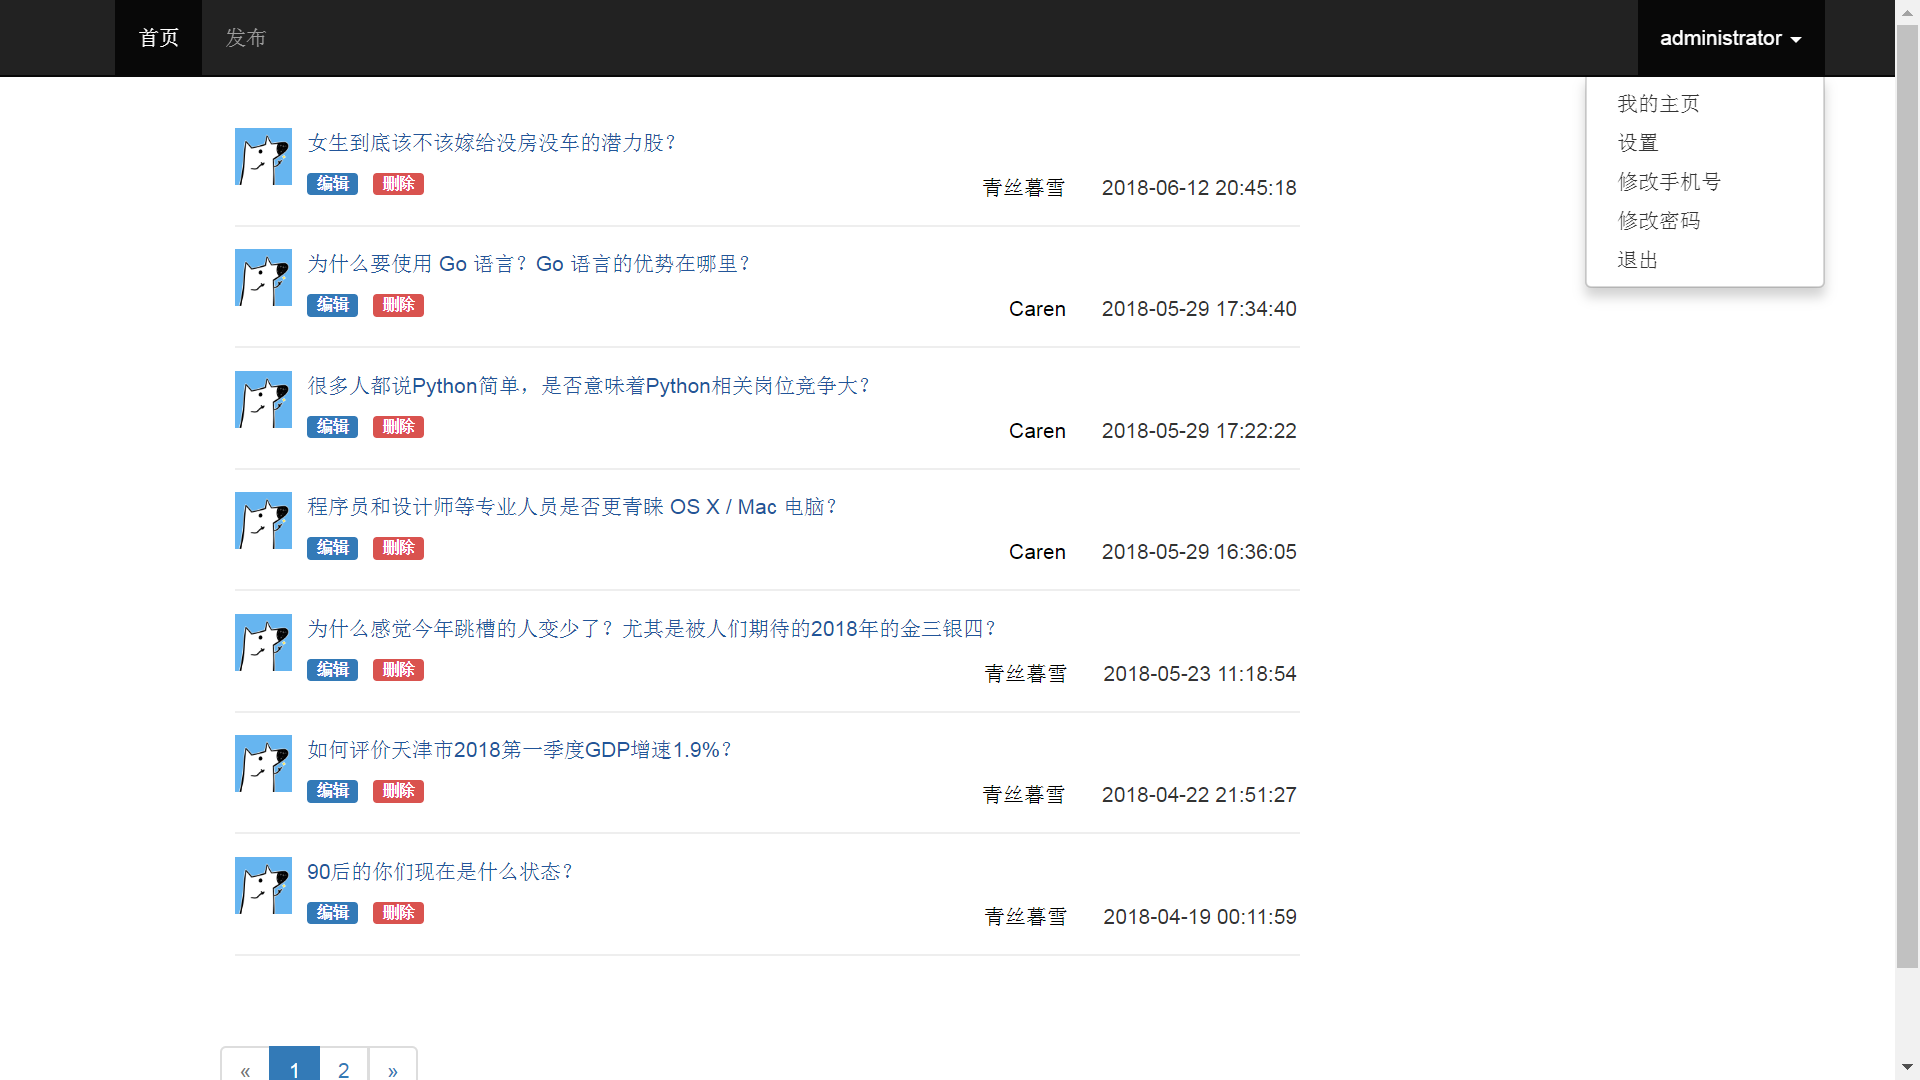 首页 发布 administrator
我的主页
设置
修改手机号
修改密码
退出
女生到底该不该嫁给没房没车的潜力股？
编辑 删除 青丝暮雪 2018-06-12 20:45:18
为什么要使用 Go 语言？Go 语言的优势在哪里？
编辑 删除 Caren 2018-05-29 17:34:40
很多人都说Python简单，是否意味着Python相关岗位竞争大？
编辑 删除 Caren 2018-05-29 17:22:22
程序员和设计师等专业人员是否更青睐 OS X / Mac 电脑？
编辑 删除 Caren 2018-05-29 16:36:05
为什么感觉今年跳槽的人变少了？尤其是被人们期待的2018年的金三银四？
编辑 删除 青丝暮雪 2018-05-23 11:18:54
如何评价天津市2018第一季度GDP增速1.9%？
编辑 删除 青丝暮雪 2018-04-22 21:51:27
90后的你们现在是什么状态？
编辑 删除 青丝暮雪 2018-04-19 00:11:59
« 1 2 »